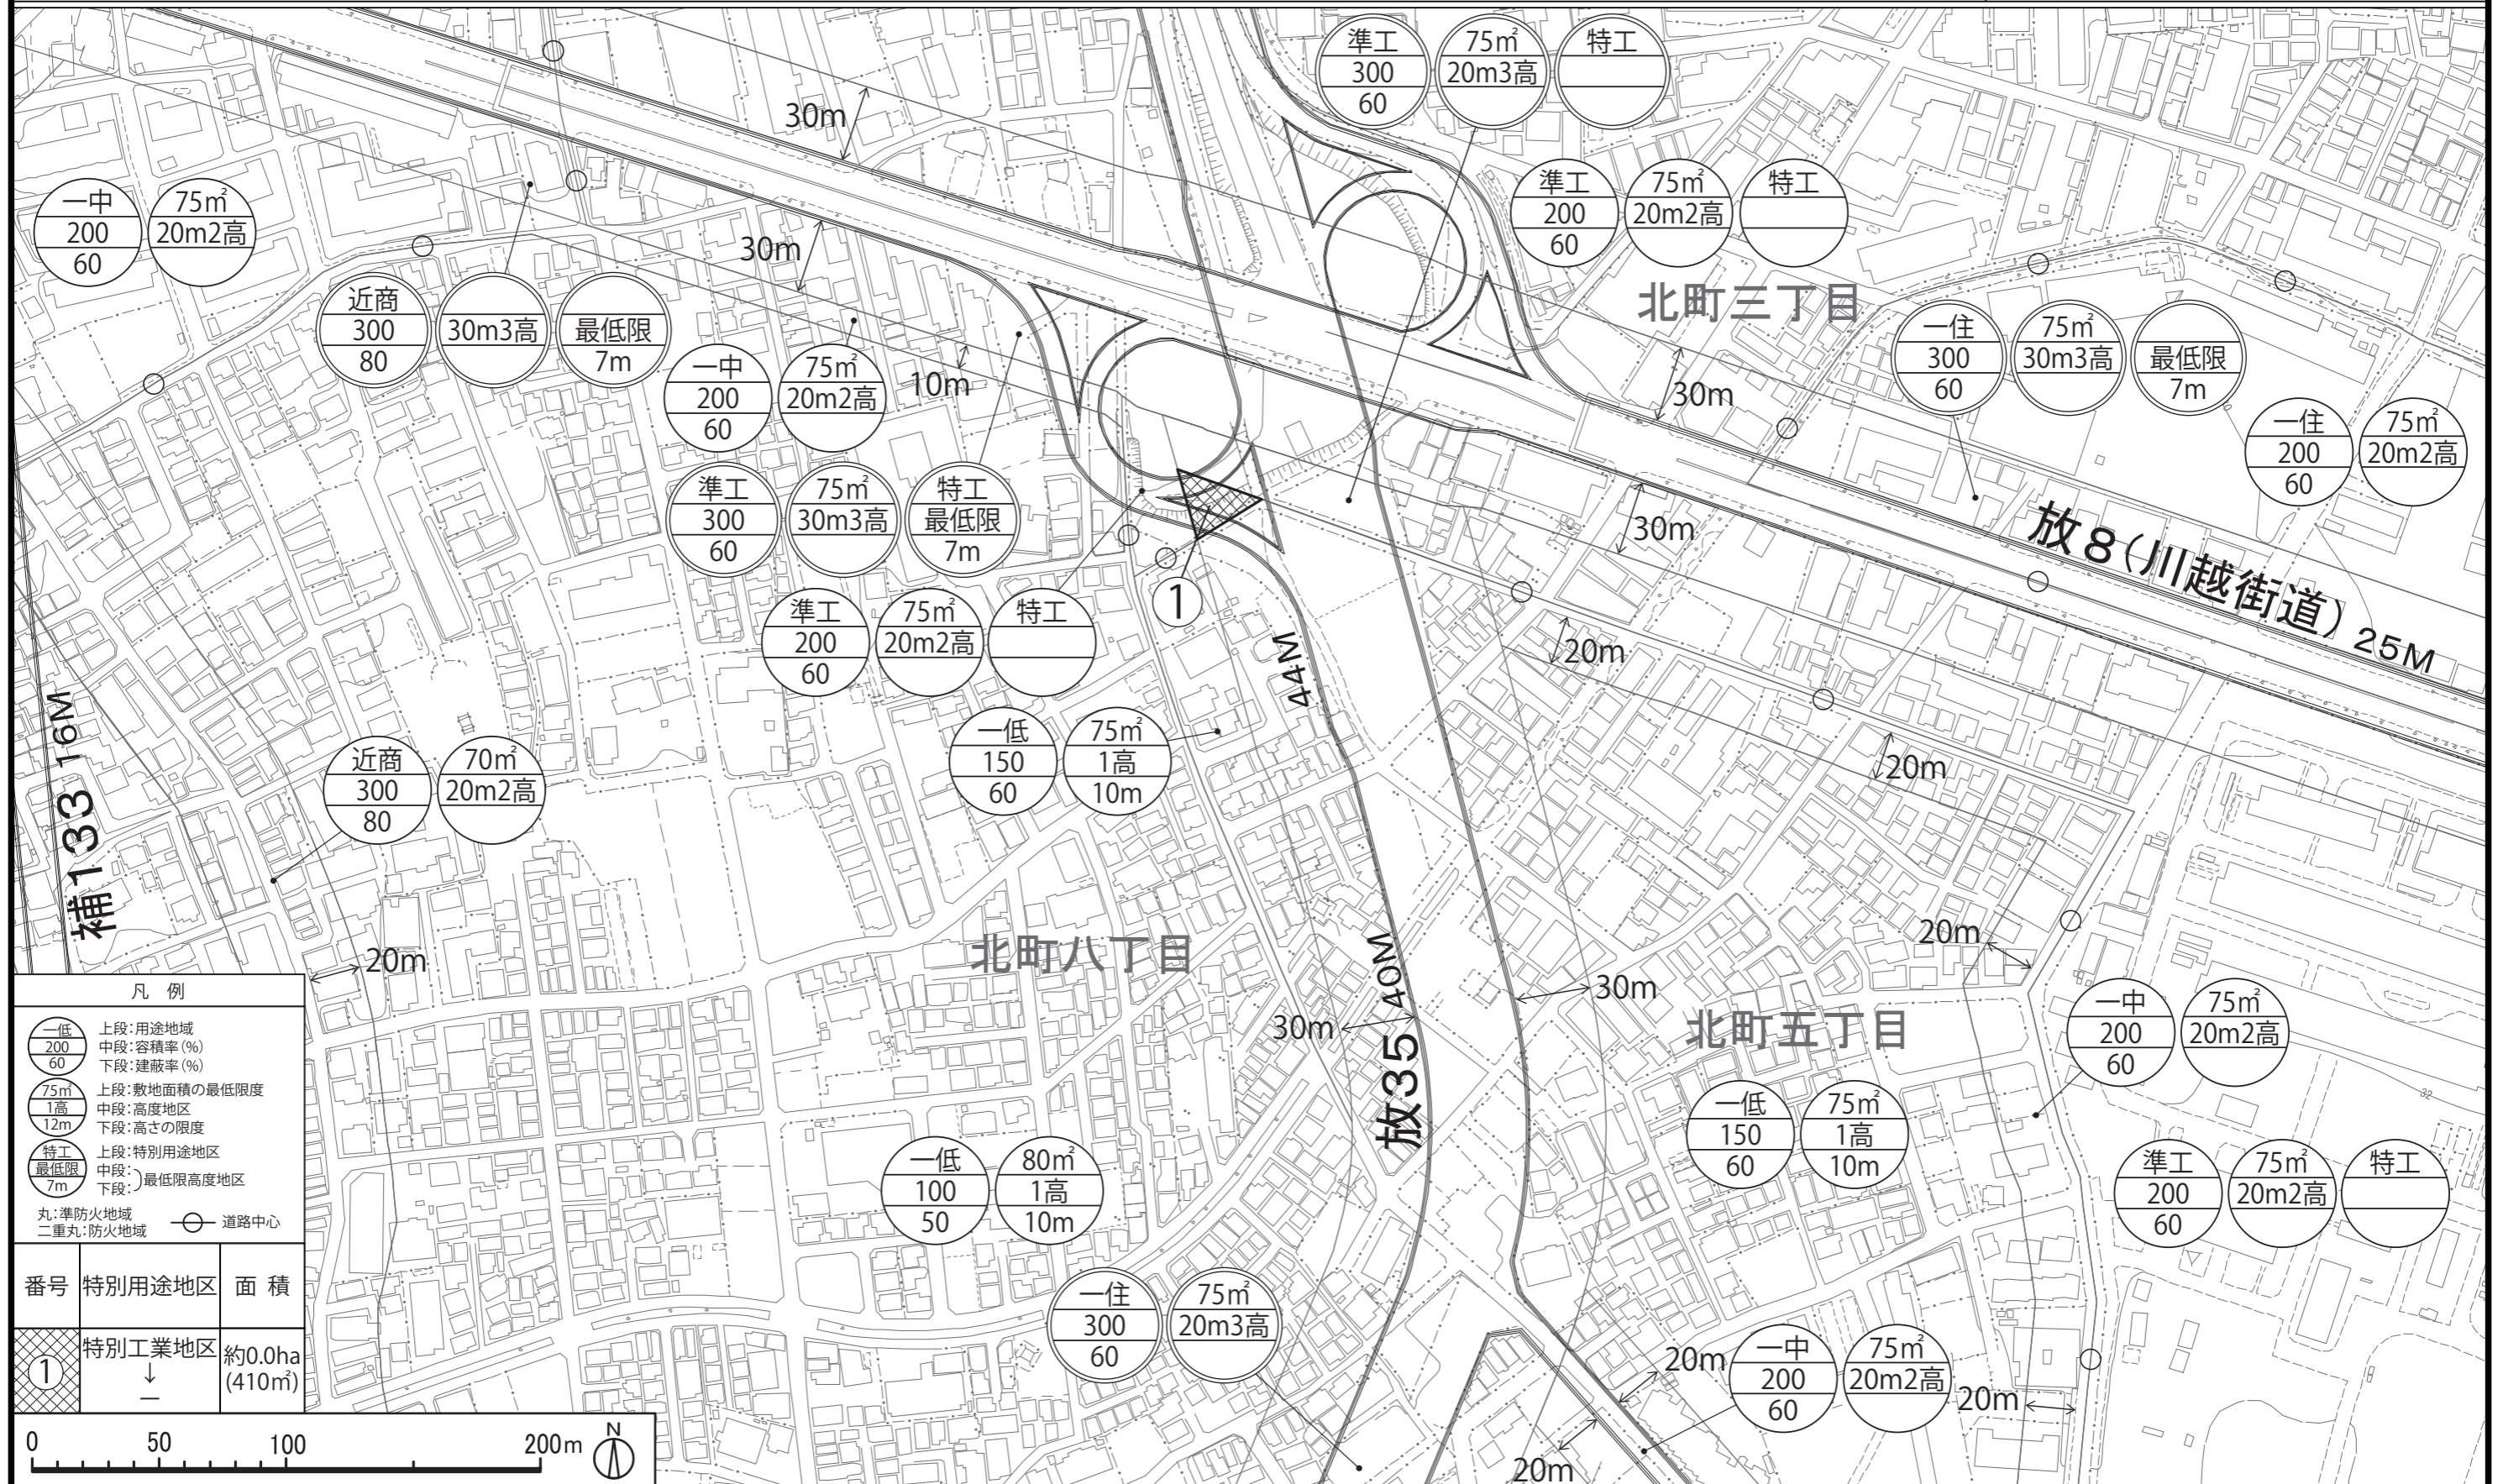 準工
300
60
75㎡
20m3高
特工
30m
準工
200
60
75㎡
20m2高
特工
一中
200
60
75㎡
20m2高
30m
北町三丁目
近商
300
80
30m3高
最低限
7m
一中
200
60
75㎡
20m2高
10m
30m
一住
300
60
75㎡
30m3高
最低限
7m
一住
200
60
75㎡
20m2高
準工
300
60
75㎡
30m3高
特工
最低限
7m
30m
放8(川越街道) 25M
1
準工
200
60
75㎡
20m2高
特工
44M
20m
補133 16M
近商
300
80
70㎡
20m2高
一低
150
60
75㎡
1高
10m
20m
北町八丁目
20m
20m
放35 40M
30m
30m
北町五丁目
一中
200
60
75㎡
20m2高
一低
150
60
75㎡
1高
10m
一低
100
50
80㎡
1高
10m
準工
200
60
75㎡
20m2高
特工
32
一住
300
60
75㎡
20m3高
20m
一中
200
60
75㎡
20m2高
20m
20m
凡 例
一低
200
60
上段:用途地域
中段:容積率(%)
下段:建蔽率(%)
75㎡
1高
12m
上段:敷地面積の最低限度
中段:高度地区
下段:高さの限度
特工
最低限
7m
上段:特別用途地区
中段:
下段:}最低限高度地区
丸:準防火地域
二重丸:防火地域
道路中心
番号 特別用途地区 面 積
1 特別工業地区 約0.0ha
↓ (410㎡)
―
0 50 100 200m
N